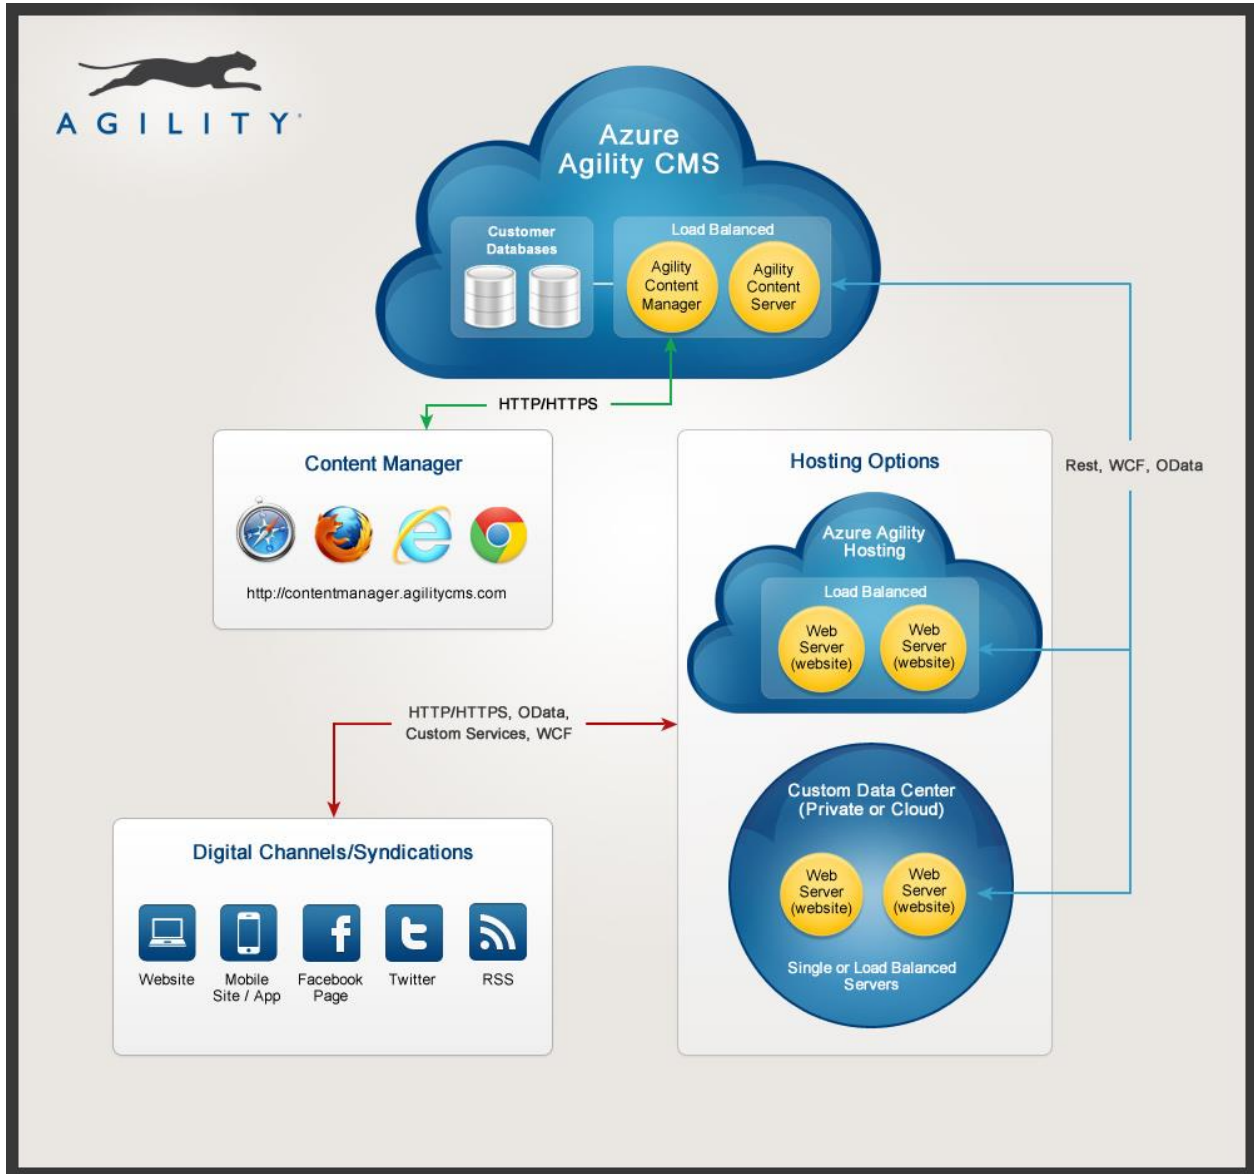 AGILITY
Azure
Agility CMS
Customer
Databases
Load Balanced
Agility
Content
Manager
Agility
Content
Server
HTTP/HTTPS
Content Manager
http://contentmanager.agilitycms.com
Hosting Options
Rest, WCF, OData
Azure Agility
Hosting
Load Balanced
Web
Server
(website)
Web
Server
(website)
HTTP/HTTPS, OData,
Custom Services, WCF
Custom Data Center
(Private or Cloud)
Web
Server
(website)
Web
Server
(website)
Single or Load Balanced
Servers
Digital Channels/Syndications
Website
Mobile
Site / App
Facebook
Page
Twitter
RSS